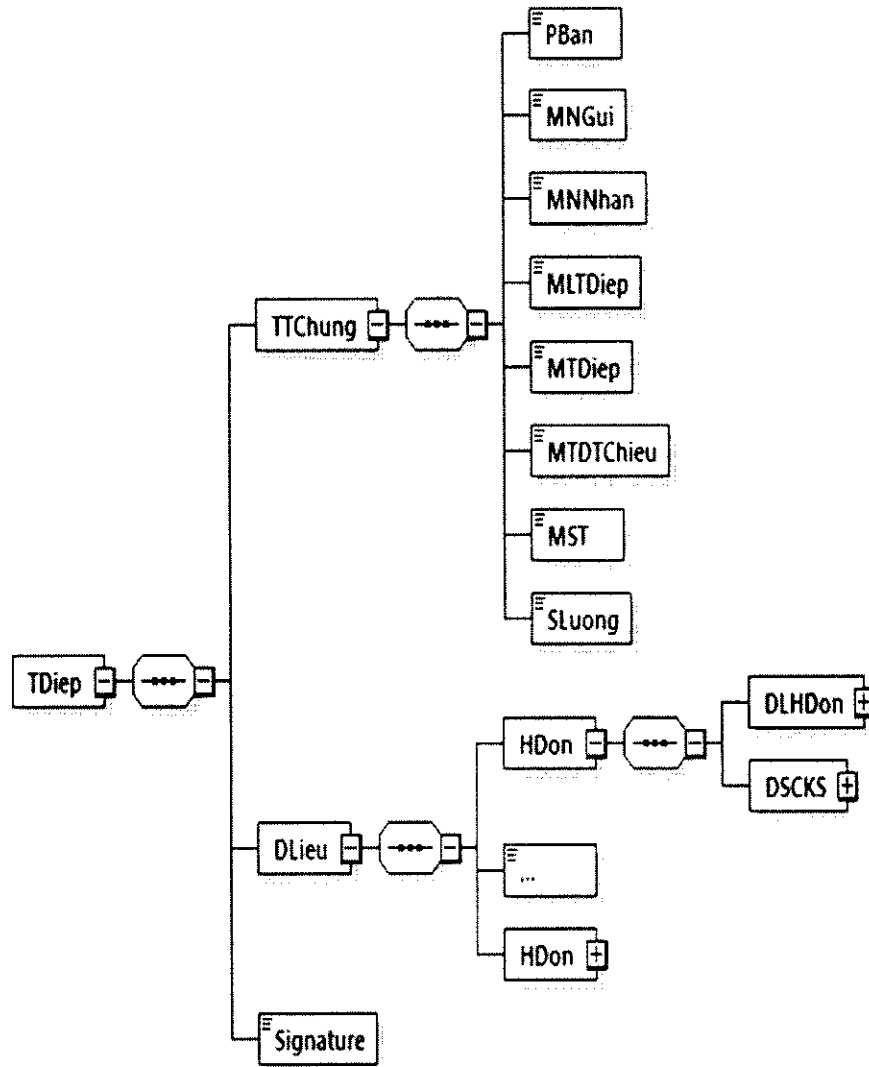 PBan
MNGui
MNNhan
MLTDiep
MTDiep
MTDTChieu
MST
SLuong
TTChung
TDiep
DLieu
HDon
DLHDon
DSCKS
...
HDon
Signature